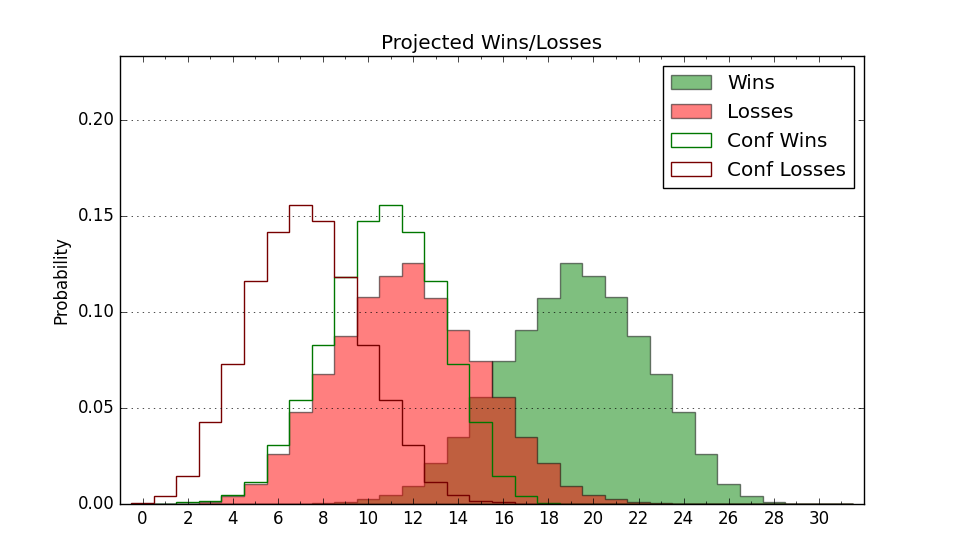 Projected Wins/Losses
Wins
Losses
Conf Wins
Conf Losses
Probability
0.20
0.15
0.10
0.05
0.00
0 2 4 6 8 10 12 14 16 18 20 22 24 26 28 30